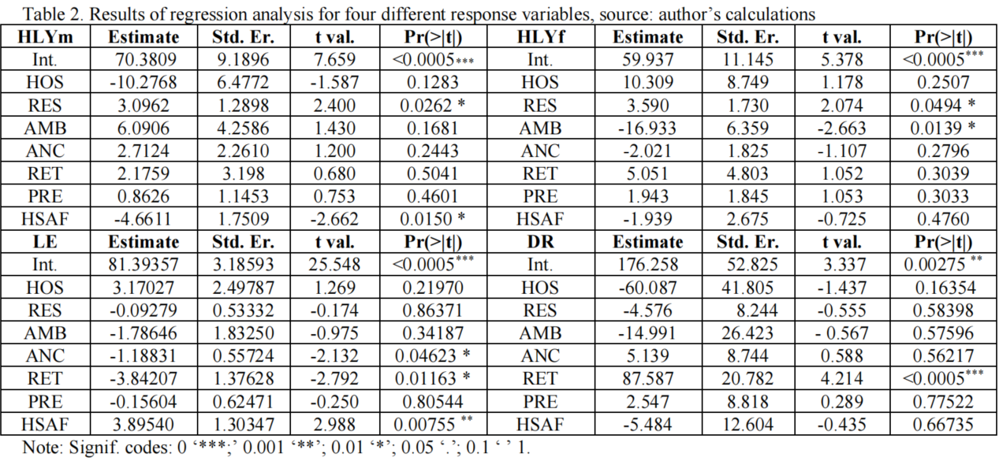 Table 2. Results of regression analysis for four different response variables, source: author’s calculations
HLYm Estimate Std. Er. t val. Pr(>|t|) HLYf Estimate Std. Er. t val. Pr(>|t|)
Int. 70.3809 9.1896 7.659 <0.0005*** Int. 59.937 11.145 5.378 <0.0005***
HOS -10.2768 6.4772 -1.587 0.1283 HOS 10.309 8.749 1.178 0.2507
RES 3.0962 1.2898 2.400 0.0262 * RES 3.590 1.730 2.074 0.0494 *
AMB 6.0906 4.2586 1.430 0.1681 AMB -16.933 6.359 -2.663 0.0139 *
ANC 2.7124 2.2610 1.200 0.2443 ANC -2.021 1.825 -1.107 0.2796
RET 2.1759 3.198 0.680 0.5041 RET 5.051 4.803 1.052 0.3039
PRE 0.8626 1.1453 0.753 0.4601 PRE 1.943 1.845 1.053 0.3033
HSAF -4.6611 1.7509 -2.662 0.0150 * HSAF -1.939 2.675 -0.725 0.4760
LE Estimate Std. Er. t val. Pr(>|t|) DR Estimate Std. Er. t val. Pr(>|t|)
Int. 81.39357 3.18593 25.548 <0.0005*** Int. 176.258 52.825 3.337 0.00275 **
HOS 3.17027 2.49787 1.269 0.21970 HOS -60.087 41.805 -1.437 0.16354
RES -0.09279 0.53332 -0.174 0.86371 RES -4.576 8.244 -0.555 0.58398
AMB -1.78646 1.83250 -0.975 0.34187 AMB -14.991 26.423 - 0.567 0.57596
ANC -1.18831 0.55724 -2.132 0.04623 * ANC 5.139 8.744 0.588 0.56217
RET -3.84207 1.37628 -2.792 0.01163 * RET 87.587 20.782 4.214 <0.0005***
PRE -0.15604 0.62471 -0.250 0.80544 PRE 2.547 8.818 0.289 0.77522
HSAF 3.89540 1.30347 2.988 0.00755 ** HSAF -5.484 12.604 -0.435 0.66735
Note: Signif. codes: 0 ‘***;’ 0.001 ‘**’; 0.01 ‘*’; 0.05 ‘.’; 0.1 ‘ ’ 1.